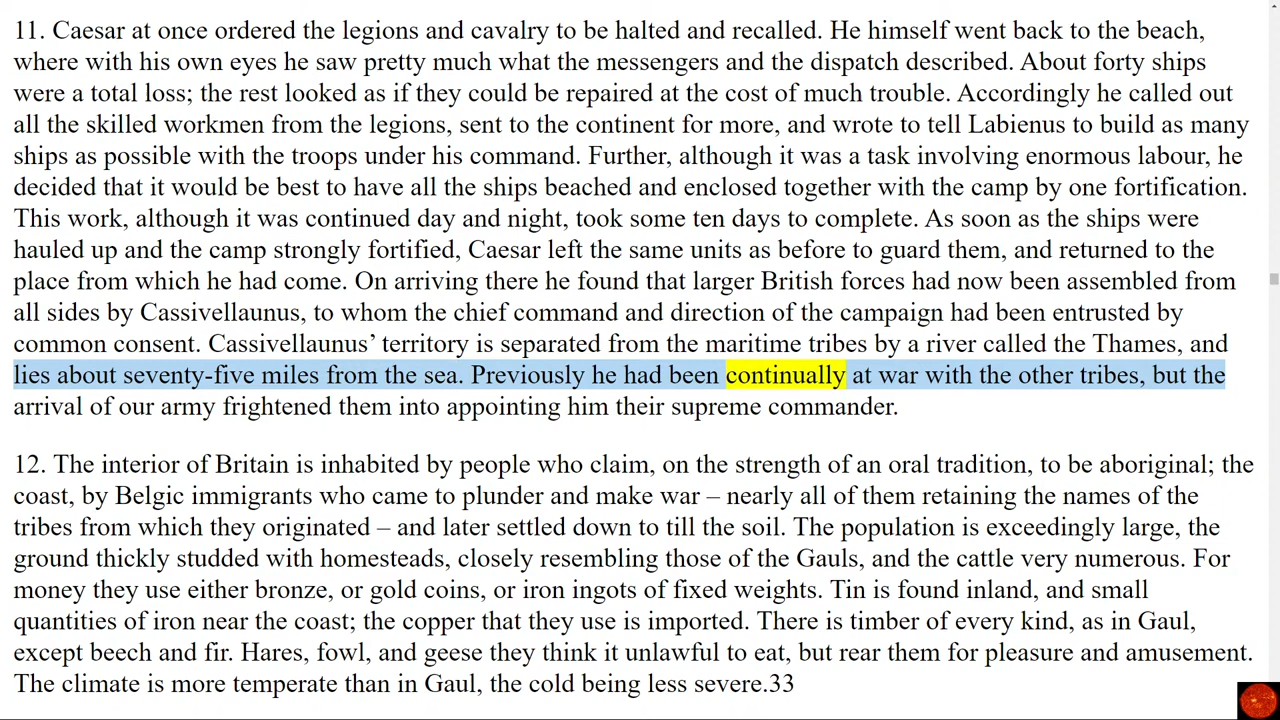 11. Caesar at once ordered the legions and cavalry to be halted and recalled. He himself went back to the beach,
where with his own eyes he saw pretty much what the messengers and the dispatch described. About forty ships
were a total loss; the rest looked as if they could be repaired at the cost of much trouble. Accordingly he called out
all the skilled workmen from the legions, sent to the continent for more, and wrote to tell Labienus to build as many
ships as possible with the troops under his command. Further, although it was a task involving enormous labour, he
decided that it would be best to have all the ships beached and enclosed together with the camp by one fortification.
This work, although it was continued day and night, took some ten days to complete. As soon as the ships were
hauled up and the camp strongly fortified, Caesar left the same units as before to guard them, and returned to the
place from which he had come. On arriving there he found that larger British forces had now been assembled from
all sides by Cassivellaunus, to whom the chief command and direction of the campaign had been entrusted by
common consent. Cassivellaunus’ territory is separated from the maritime tribes by a river called the Thames, and
lies about seventy-five miles from the sea. Previously he had been continually at war with the other tribes, but the
arrival of our army frightened them into appointing him their supreme commander.
12. The interior of Britain is inhabited by people who claim, on the strength of an oral tradition, to be aboriginal; the
coast, by Belgic immigrants who came to plunder and make war – nearly all of them retaining the names of the
tribes from which they originated – and later settled down to till the soil. The population is exceedingly large, the
ground thickly studded with homesteads, closely resembling those of the Gauls, and the cattle very numerous. For
money they use either bronze, or gold coins, or iron ingots of fixed weights. Tin is found inland, and small
quantities of iron near the coast; the copper that they use is imported. There is timber of every kind, as in Gaul,
except beech and fir. Hares, fowl, and geese they think it unlawful to eat, but rear them for pleasure and amusement.
The climate is more temperate than in Gaul, the cold being less severe.33